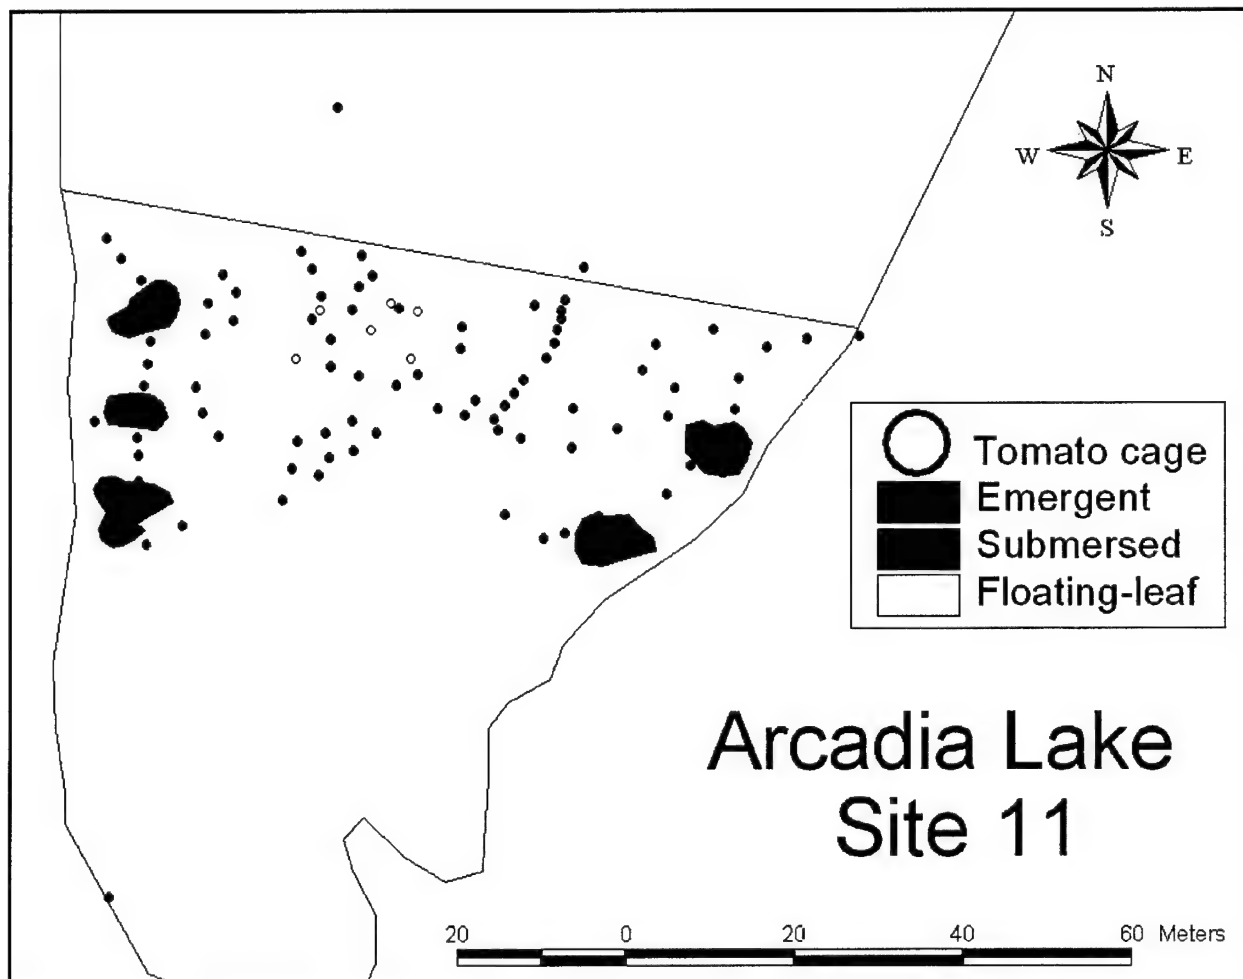 N
W E
S
Tomato cage
Emergent
Submersed
Floating-leaf
Arcadia Lake
Site 11
20 0 20 40 60 Meters